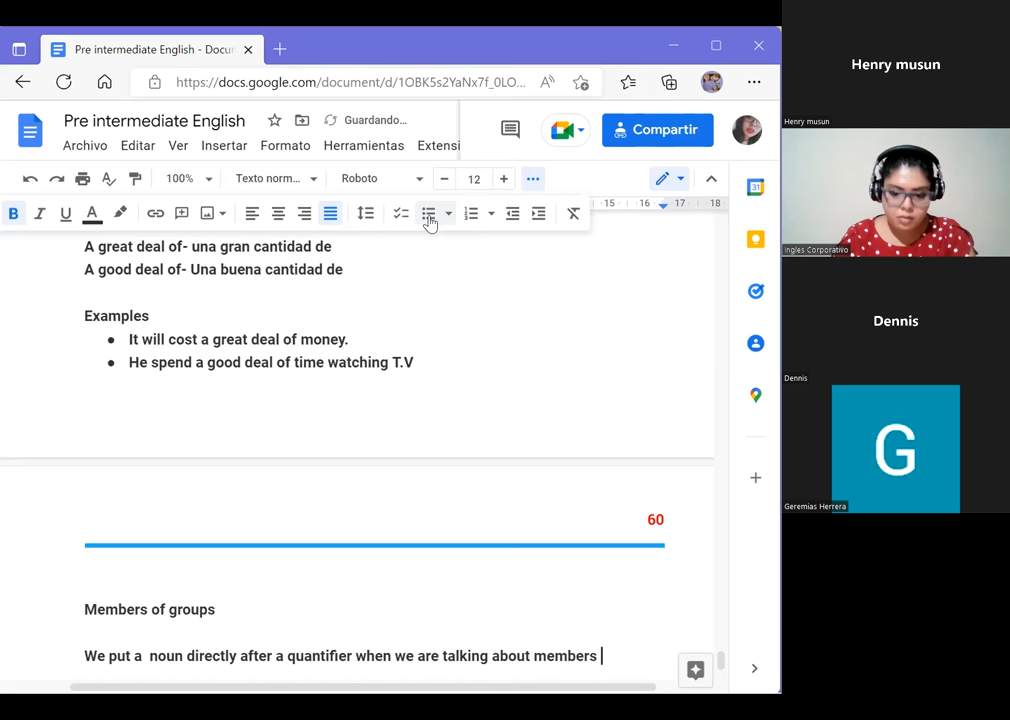 Pre intermediate English - Docun
https://docs.google.com/document/d/1OBK5s2YaNx7f_0LO...
Pre intermediate English
Guardando...
Compartir
Archivo Editar Ver Insertar Formato Herramientas Extensi
100% Texto norm... Roboto 12
B I U A
15 16 17 18
A great deal of- una gran cantidad de
A good deal of- Una buena cantidad de
Examples
● It will cost a great deal of money.
● He spend a good deal of time watching T.V
60
Members of groups
We put a noun directly after a quantifier when we are talking about members
31
Henry musun
Henry musun
Ingles Corporativo
Dennis
Dennis
G
Geremias Herrera